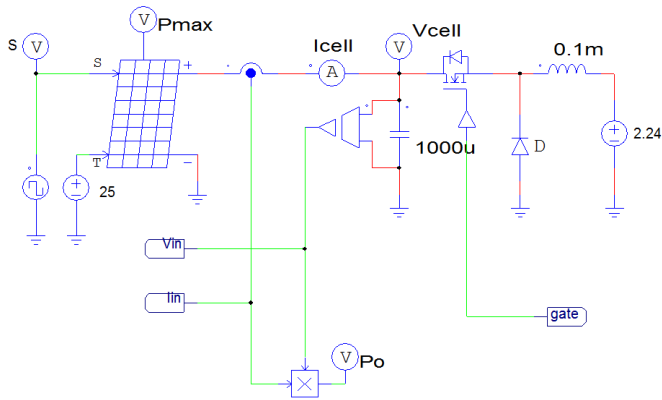 V
Pmax
S
V
Icell
V
Vcell
0.1m
S
+
A
1000u
D
2.24
T
−
25
Vin
Iin
gate
V
Po